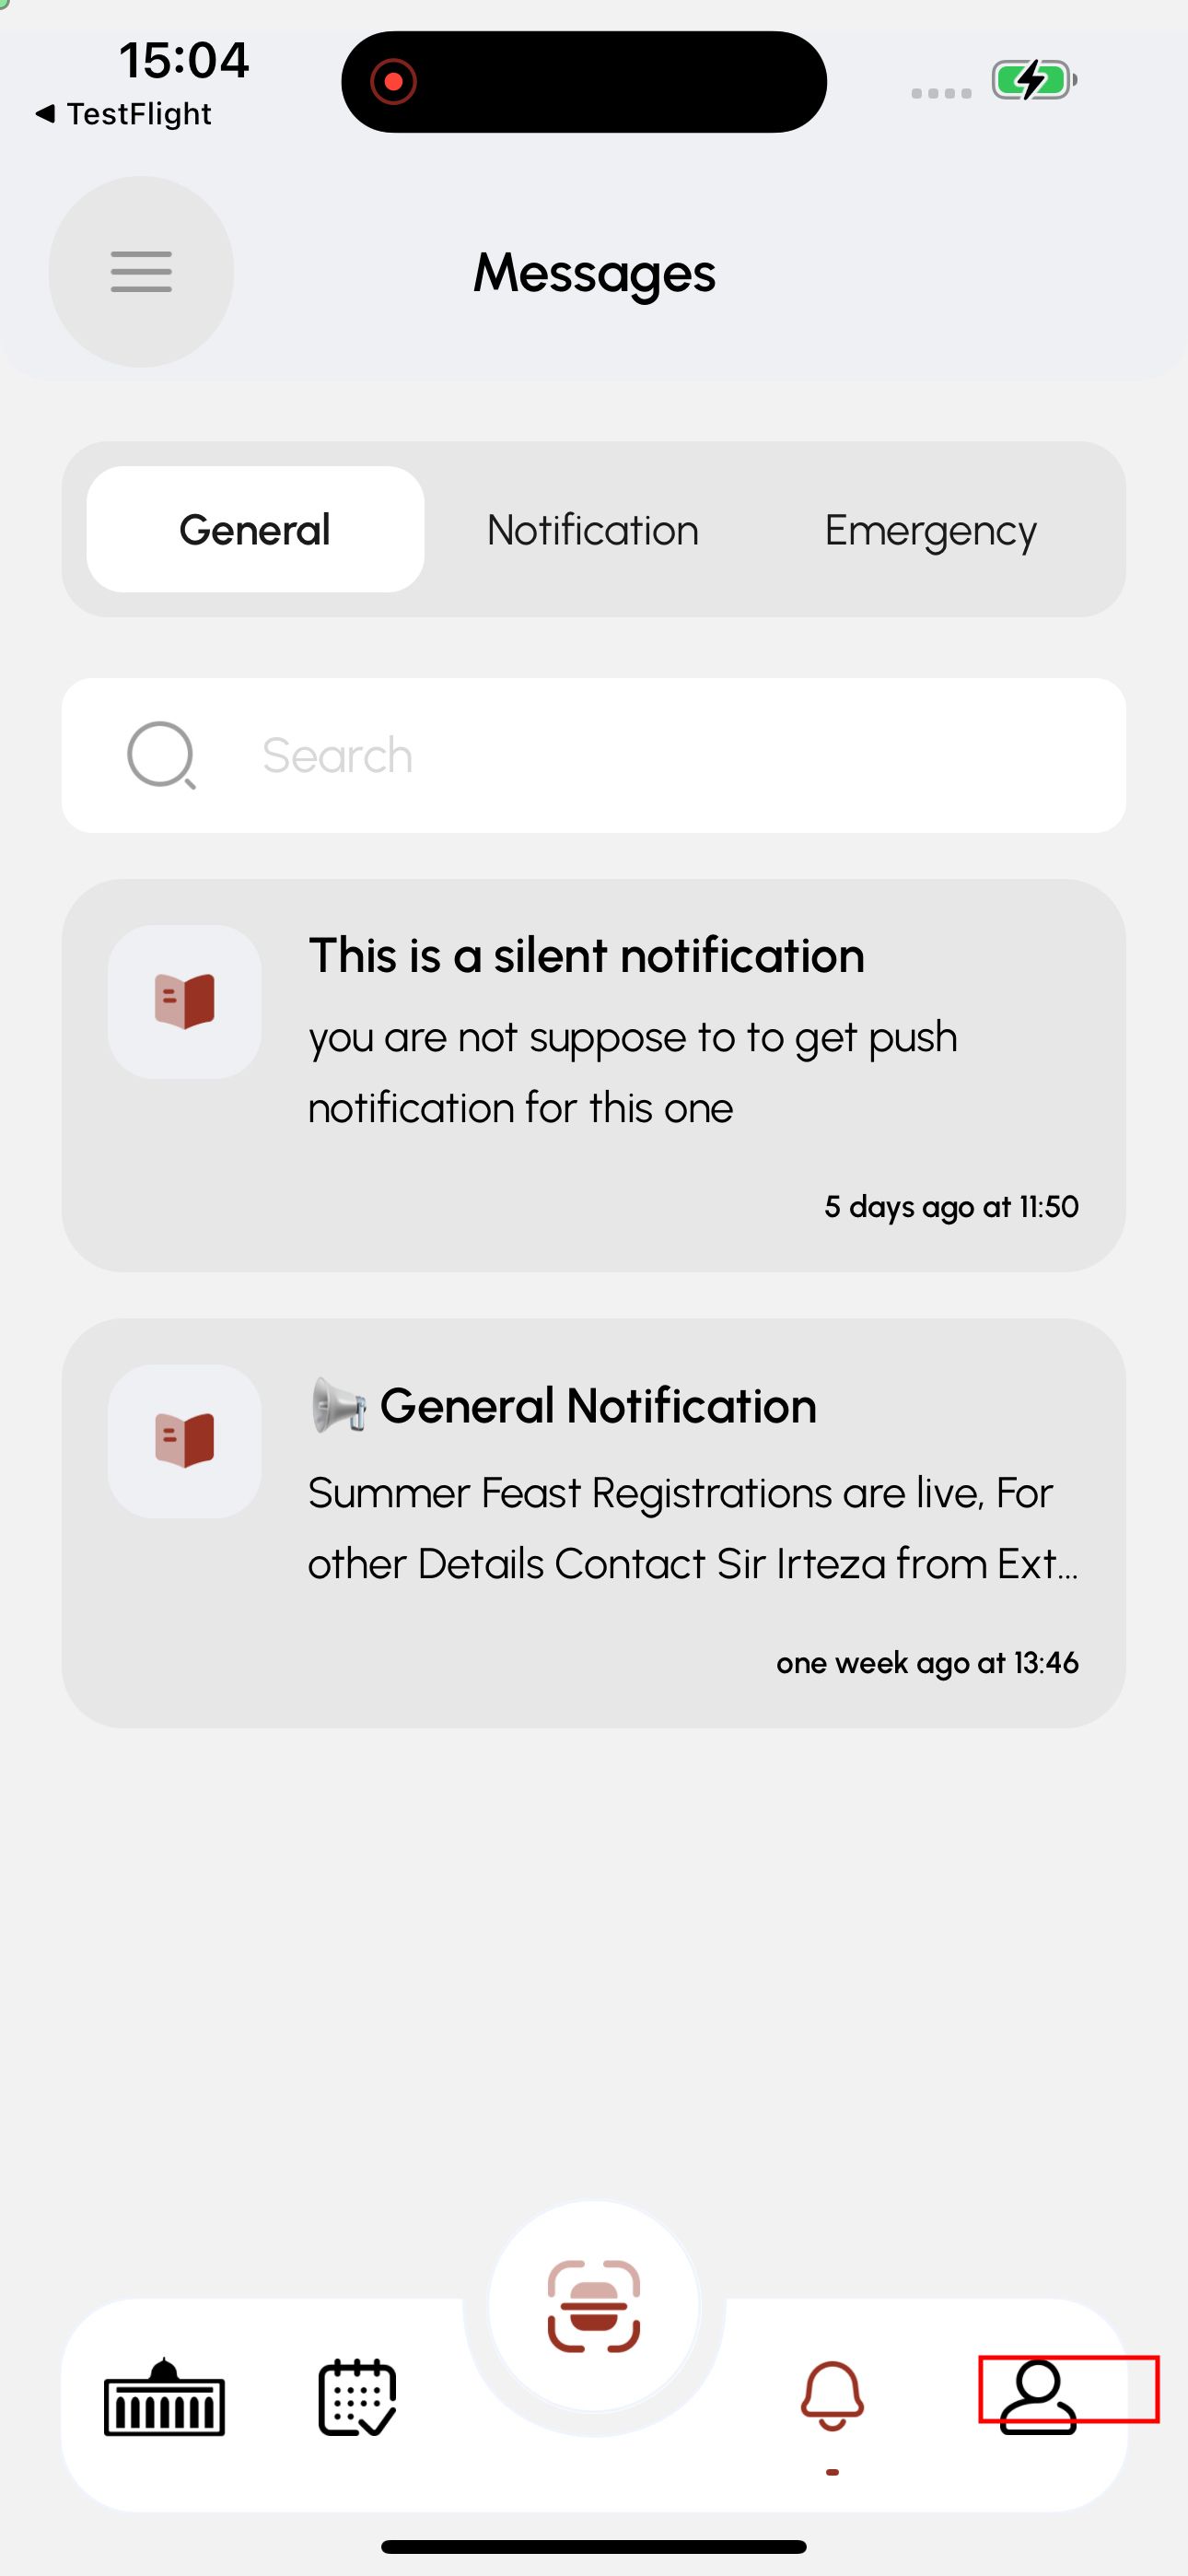 15:04
◀ TestFlight
Messages
General Notification Emergency
Search
This is a silent notification
you are not suppose to to get push
notification for this one
5 days ago at 11:50
📢 General Notification
Summer Feast Registrations are live, For
other Details Contact Sir Irteza from Ext...
one week ago at 13:46